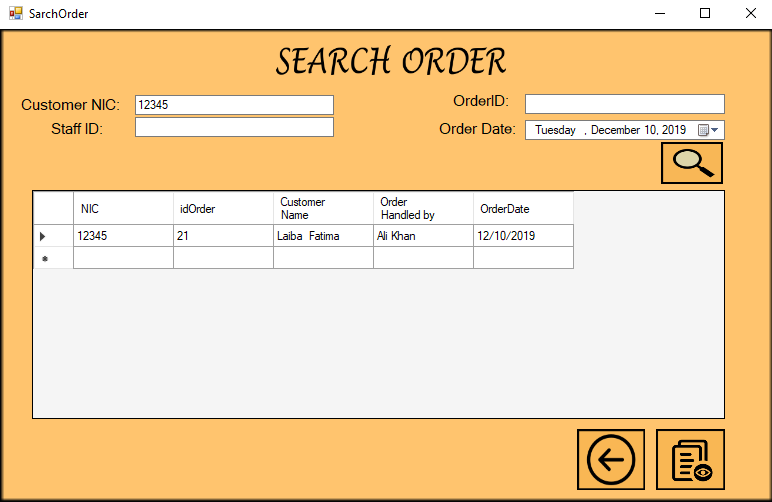 SarchOrder
SEARCH ORDER
Customer NIC: 12345
OrderID:
Staff ID:
Order Date: Tuesday , December 10, 2019
NIC idOrder Customer Name Order Handled by OrderDate
12345 21 Laiba Fatima Ali Khan 12/10/2019